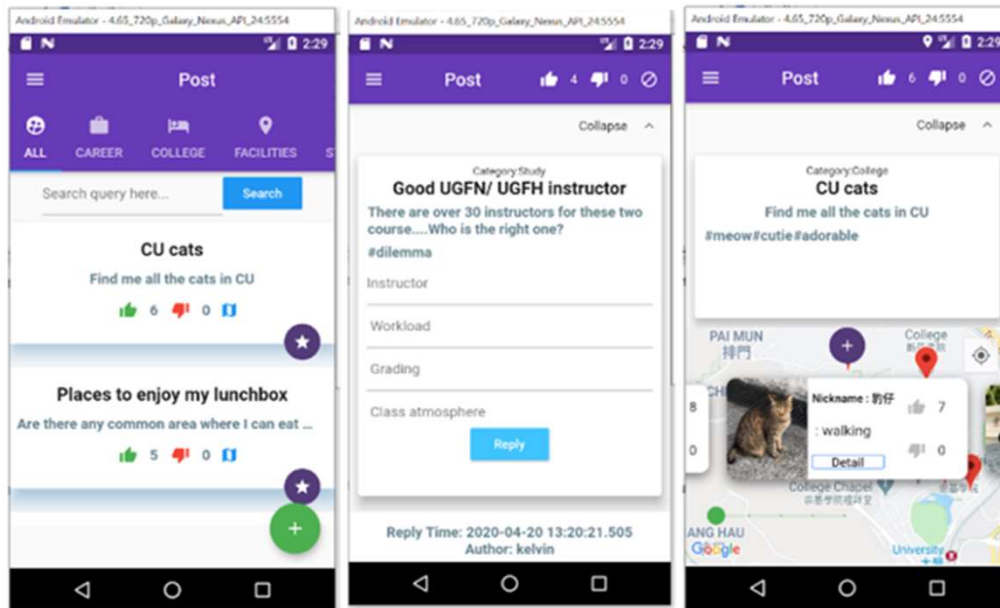 Android Emulator - 4.65_720p_Galaxy_Nexus_API_24:5554
2:29
Post
ALL CAREER COLLEGE FACILITIES S
Search query here... Search
CU cats
Find me all the cats in CU
6 0
Places to enjoy my lunchbox
Are there any common area where I can eat ...
5 0
+
Android Emulator - 4.65_720p_Galaxy_Nexus_API_24:5554
2:29
Post 4 0
Collapse
Category:Study
Good UGFN/ UGFH instructor
There are over 30 instructors for these two
course....Who is the right one?
#dilemma
Instructor
Workload
Grading
Class atmosphere
Reply
Reply Time: 2020-04-20 13:20:21.505
Author: kelvin
Android Emulator - 4.65_720p_Galaxy_Nexus_API_24:5554
2:29
Post 6 0
Collapse
Category:College
CU cats
Find me all the cats in CU
#meow#cutie#adorable
PAI MUN
排門
College
+
8
0
Nickname : 豹仔
7
: walking
0
Detail
College Chapel
ANG HAU
Google
University